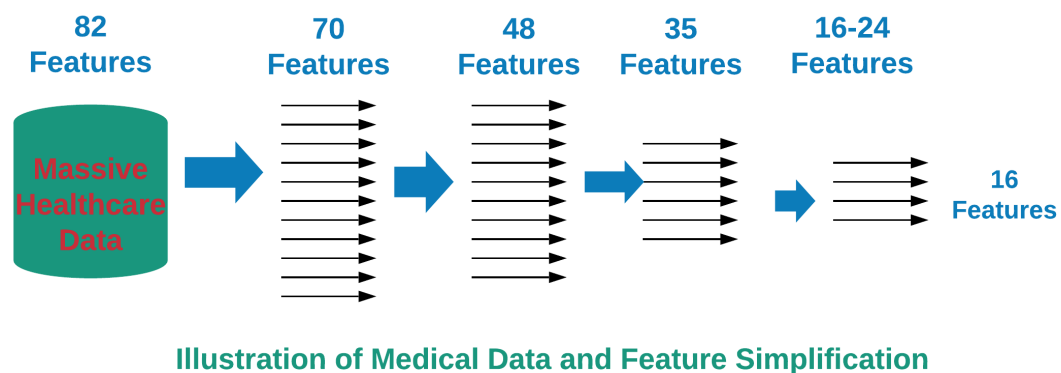 82
Features
70
Features
48
Features
35
Features
16-24
Features
Massive
Healthcare
Data
16
Features
Illustration of Medical Data and Feature Simplification